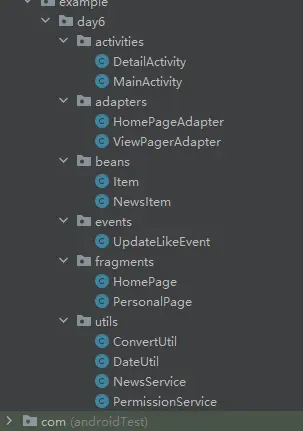 example
day6
activities
DetailActivity
MainActivity
adapters
HomePageAdapter
ViewPagerAdapter
beans
Item
NewsItem
events
UpdateLikeEvent
fragments
HomePage
PersonalPage
utils
ConvertUtil
DateUtil
NewsService
PermissionService
com (androidTest)